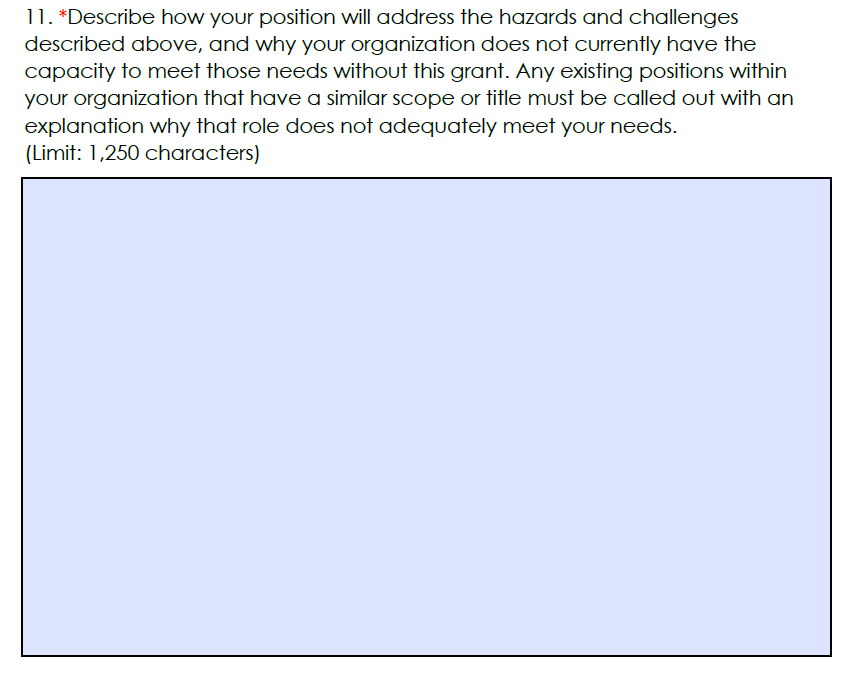 11. *Describe how your position will address the hazards and challenges
described above, and why your organization does not currently have the
capacity to meet those needs without this grant. Any existing positions within
your organization that have a similar scope or title must be called out with an
explanation why that role does not adequately meet your needs.
(Limit: 1,250 characters)